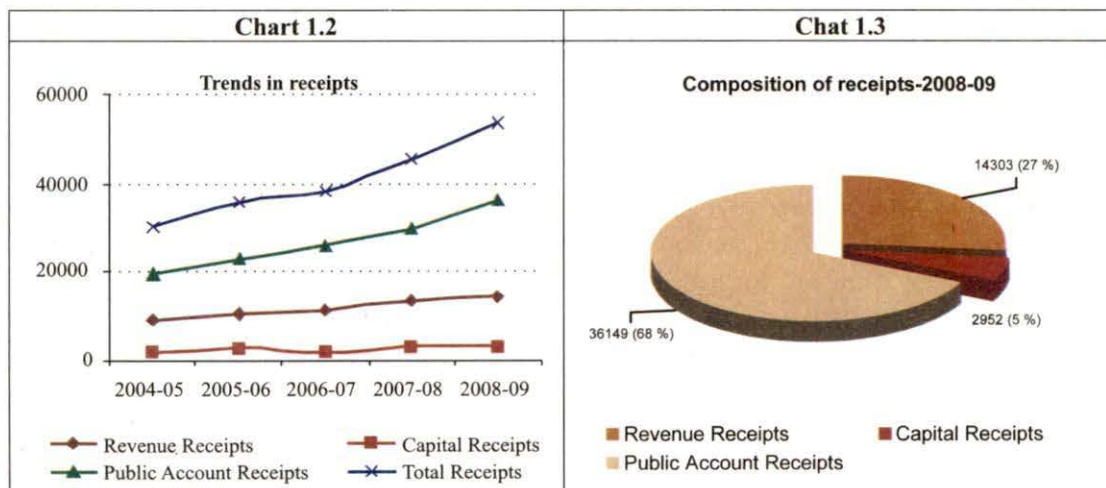 Chart 1.2
Trends in receipts
60000
40000
20000
0
2004-05 2005-06 2006-07 2007-08 2008-09
Revenue Receipts Capital Receipts
Public Account Receipts Total Receipts
Chat 1.3
Composition of receipts-2008-09
14303 (27 %)
2952 (5 %)
36149 (68 %)
Revenue Receipts Capital Receipts
Public Account Receipts